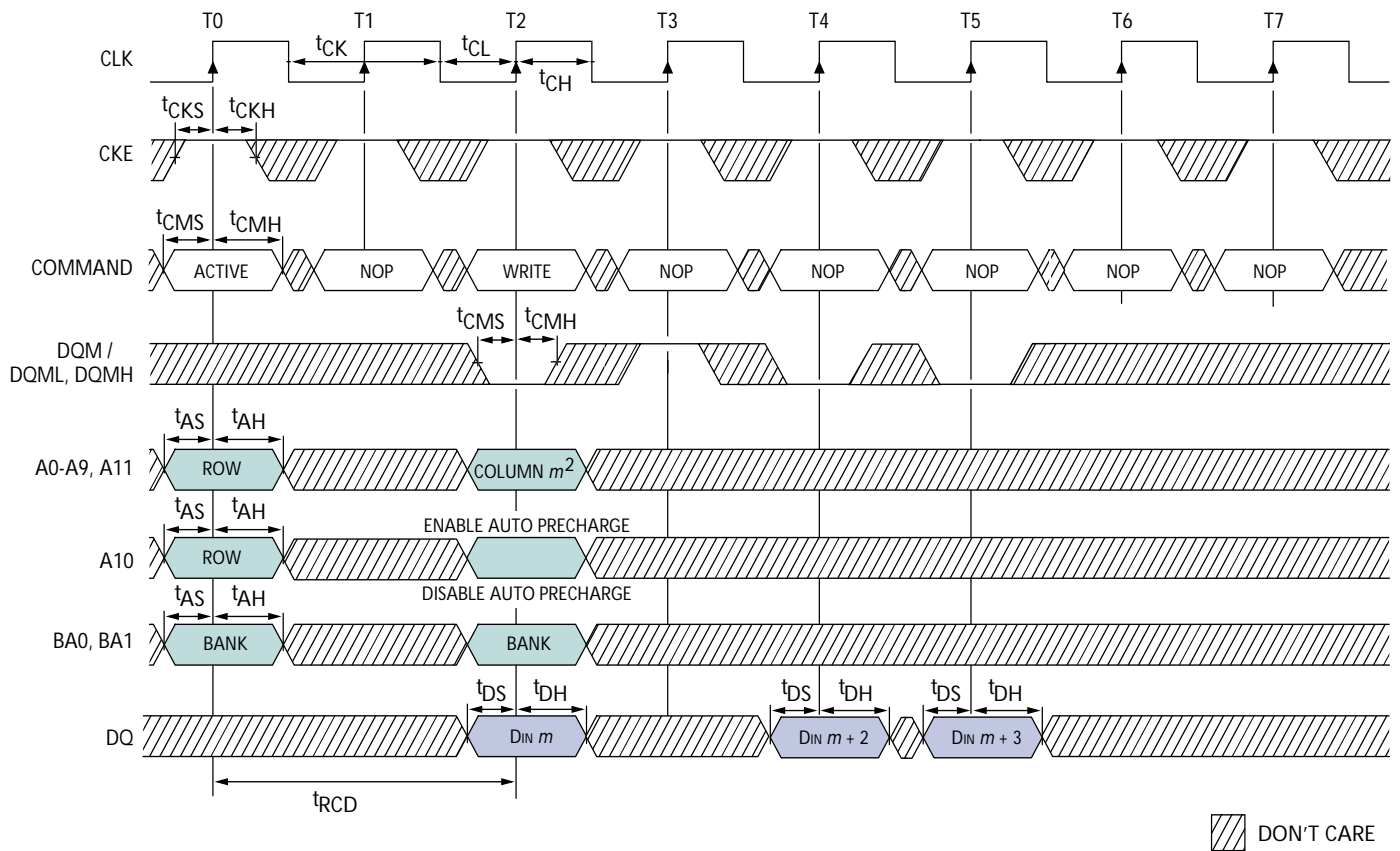 T0 T1 T2 T3 T4 T5 T6 T7
CLK tCK tCL tCH
tCKS tCKH
CKE
tCMS tCMH
COMMAND ACTIVE NOP WRITE NOP NOP NOP NOP NOP
tCMS tCMH
DQM /
DQML, DQMH
tAS tAH
A0-A9, A11 ROW COLUMN m2
tAS tAH ENABLE AUTO PRECHARGE
A10 ROW
DISABLE AUTO PRECHARGE
tAS tAH
BA0, BA1 BANK BANK
tDS tDH tDS tDH tDS tDH
DQ DIN m DIN m + 2 DIN m + 3
tRCD
DON'T CARE